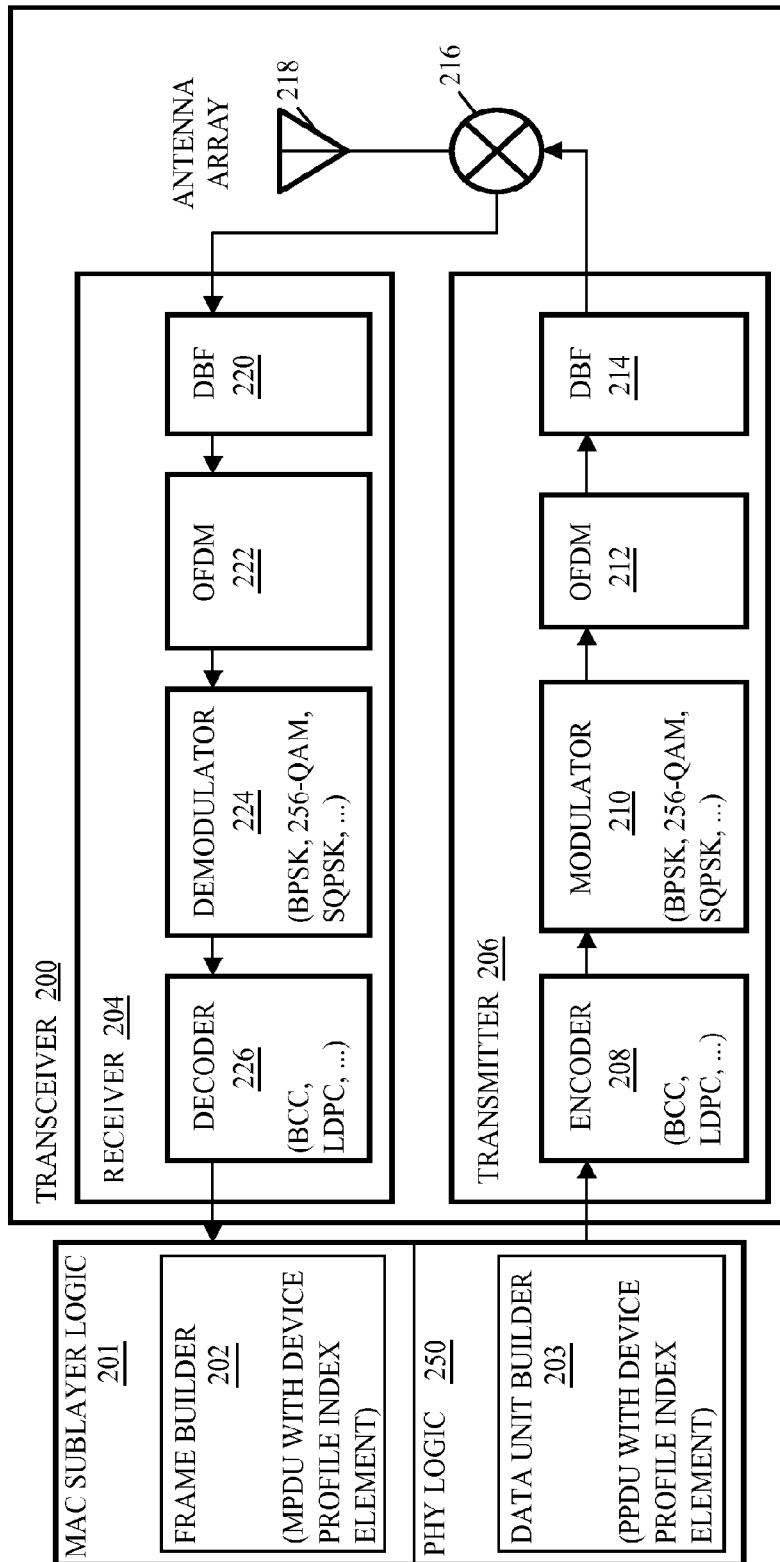 MAC SUBLAYER LOGIC
201
FRAME BUILDER
202
(MPDU WITH DEVICE
PROFILE INDEX
ELEMENT)
PHY LOGIC 250
DATA UNIT BUILDER
203
(PPDU WITH DEVICE
PROFILE INDEX
ELEMENT)
TRANSCEIVER 200
RECEIVER 204
DECODER
226
(BCC,
LDPC, ...)
DEMODULATOR
224
(BPSK, 256-QAM,
SQPSK, ...)
OFDM
222
DBF
220
ANTENNA
ARRAY
218
216
TRANSMITTER 206
ENCODER
208
(BCC,
LDPC, ...)
MODULATOR
210
(BPSK, 256-QAM,
SQPSK, ...)
OFDM
212
DBF
214